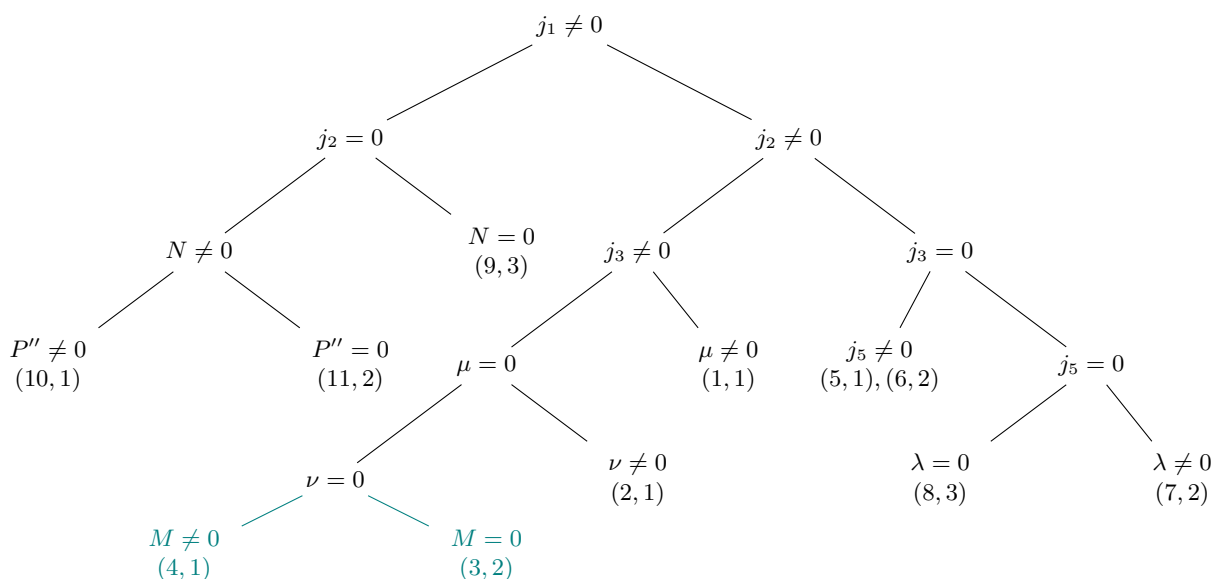 j₁ ≠ 0
j₂ = 0
j₂ ≠ 0
N ≠ 0
N = 0
(9, 3)
j₃ ≠ 0
j₃ = 0
P′′ ≠ 0
(10, 1)
P′′ = 0
(11, 2)
μ = 0
μ ≠ 0
(1, 1)
j₅ ≠ 0
(5, 1), (6, 2)
j₅ = 0
ν = 0
ν ≠ 0
(2, 1)
λ = 0
(8, 3)
λ ≠ 0
(7, 2)
M ≠ 0
(4, 1)
M = 0
(3, 2)